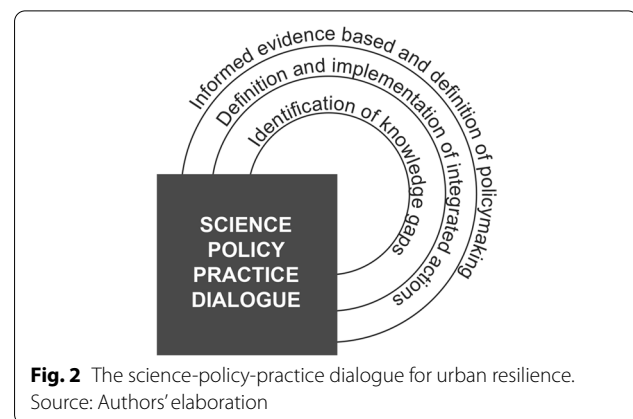 Informed evidence based and definition of policymaking
Definition and implementation of integrated actions
Identification of knowledge gaps
SCIENCE
POLICY
PRACTICE
DIALOGUE
Fig. 2 The science-policy-practice dialogue for urban resilience.
Source: Authors' elaboration